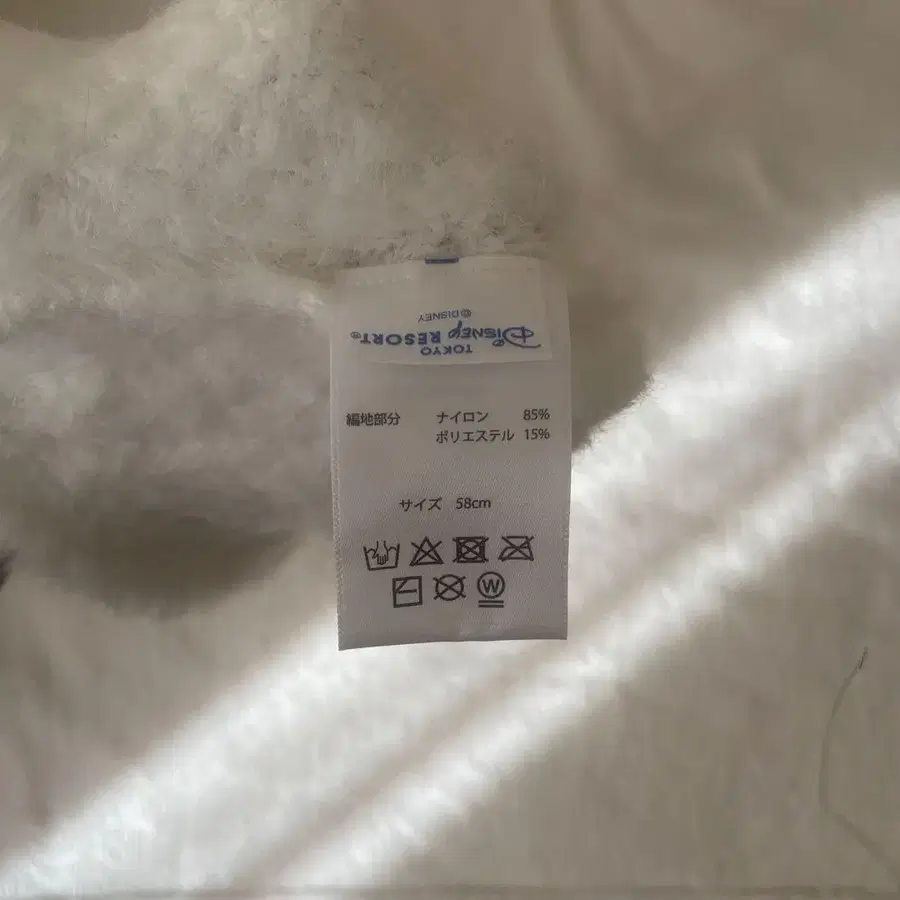 ©DISNEY
TOKYO
DISNEY RESORT®
編地部分 ナイロン 85%
ポリエステル 15%
サイズ 58cm
W